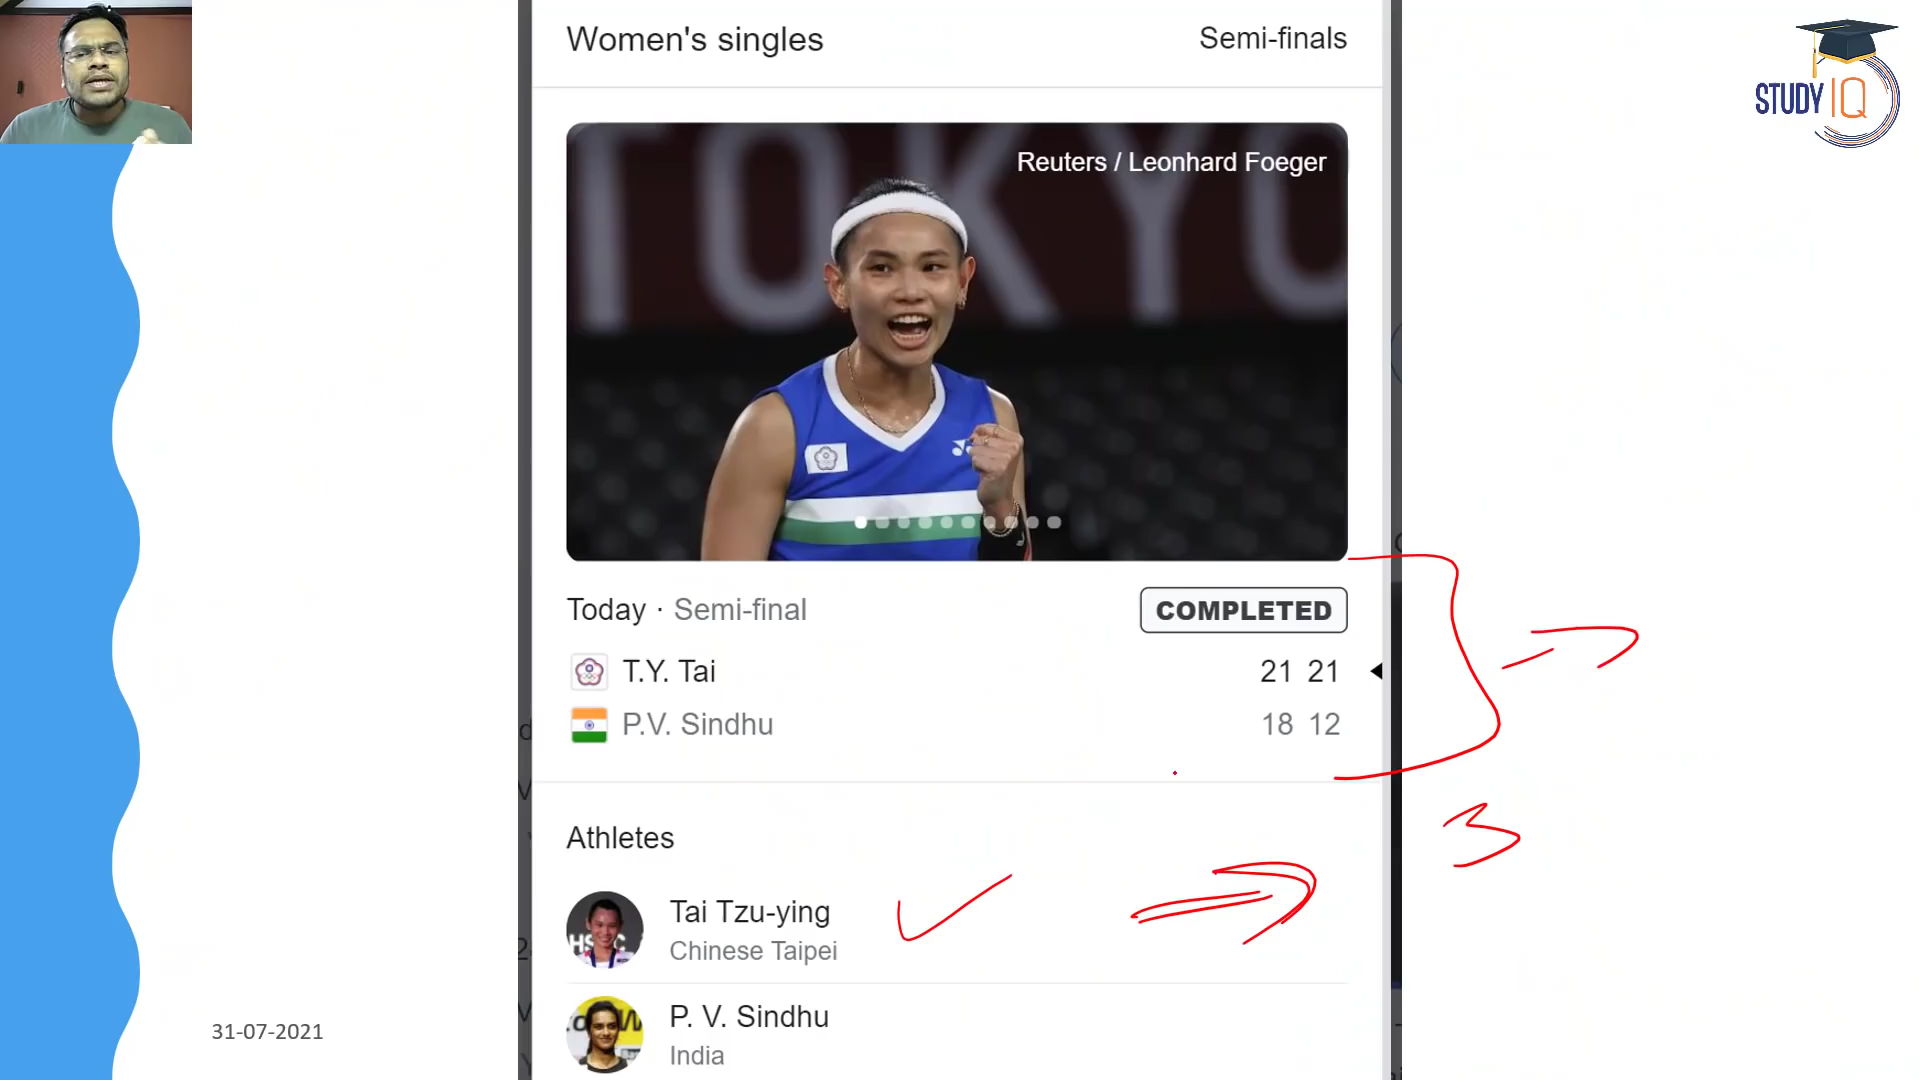 Women's singles
Semi-finals
STUDY IQ
TOKYO
Reuters / Leonhard Foeger
Today · Semi-final
COMPLETED
T.Y. Tai
21 21
P.V. Sindhu
18 12
3
Athletes
Tai Tzu-ying
Chinese Taipei
P. V. Sindhu
India
31-07-2021